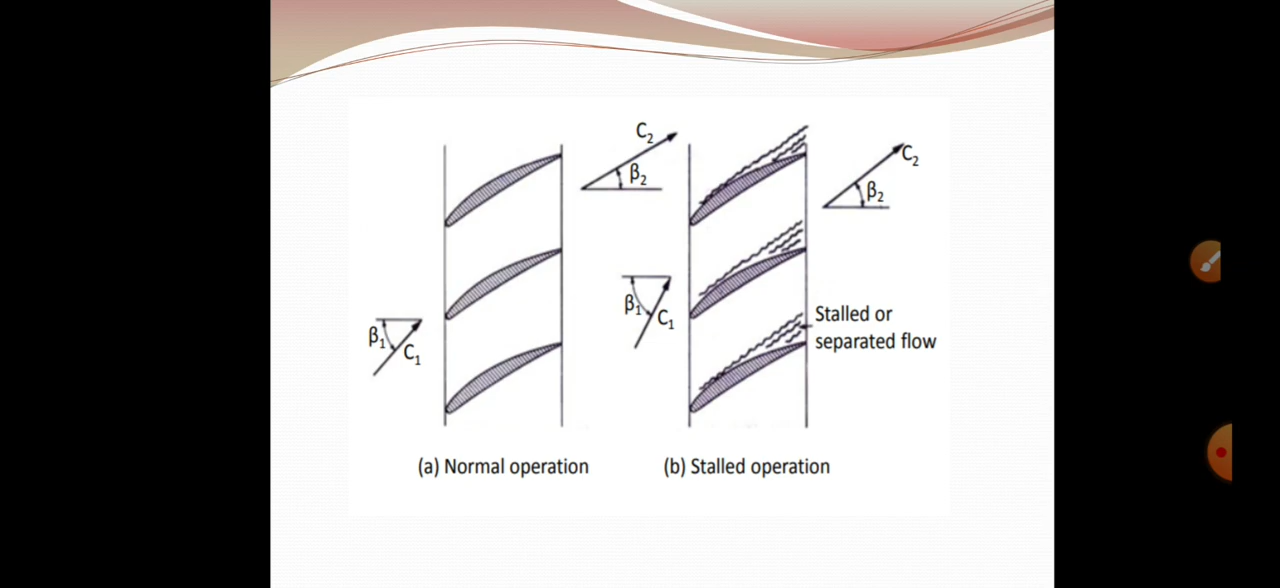 C₂
β₂
β₁
C₁
C₂
β₂
β₁
C₁
Stalled or
separated flow
(a) Normal operation
(b) Stalled operation